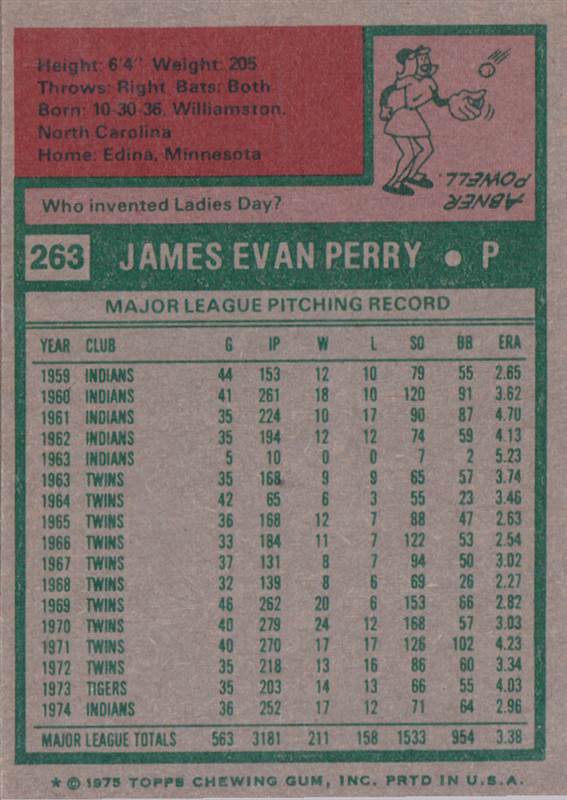 Height: 6'4" Weight: 205
Throws: Right Bats: Both
Born: 10-30-36, Williamston,
North Carolina
Home: Edina, Minnesota
Who invented Ladies Day?
ABNER
POWELL
263 JAMES EVAN PERRY • P
MAJOR LEAGUE PITCHING RECORD
YEAR CLUB G IP W L SO BB ERA
1959 INDIANS 44 153 12 10 79 55 2.65
1960 INDIANS 41 261 18 10 120 91 3.62
1961 INDIANS 35 224 10 17 90 87 4.70
1962 INDIANS 35 194 12 12 74 59 4.13
1963 INDIANS 5 10 0 0 7 2 5.23
1963 TWINS 35 168 9 9 65 57 3.74
1964 TWINS 42 65 6 3 55 23 3.46
1965 TWINS 36 168 12 7 88 47 2.63
1966 TWINS 33 184 11 7 122 53 2.54
1967 TWINS 37 131 8 7 94 50 3.02
1968 TWINS 32 139 8 6 69 26 2.27
1969 TWINS 46 262 20 6 153 66 2.82
1970 TWINS 40 279 24 12 168 57 3.03
1971 TWINS 40 270 17 17 126 102 4.23
1972 TWINS 35 218 13 16 86 60 3.34
1973 TIGERS 35 203 14 13 66 55 4.03
1974 INDIANS 36 252 17 12 71 64 2.96
MAJOR LEAGUE TOTALS 563 3181 211 158 1533 954 3.38
* © 1975 TOPPS CHEWING GUM, INC. PRTD IN U.S.A.